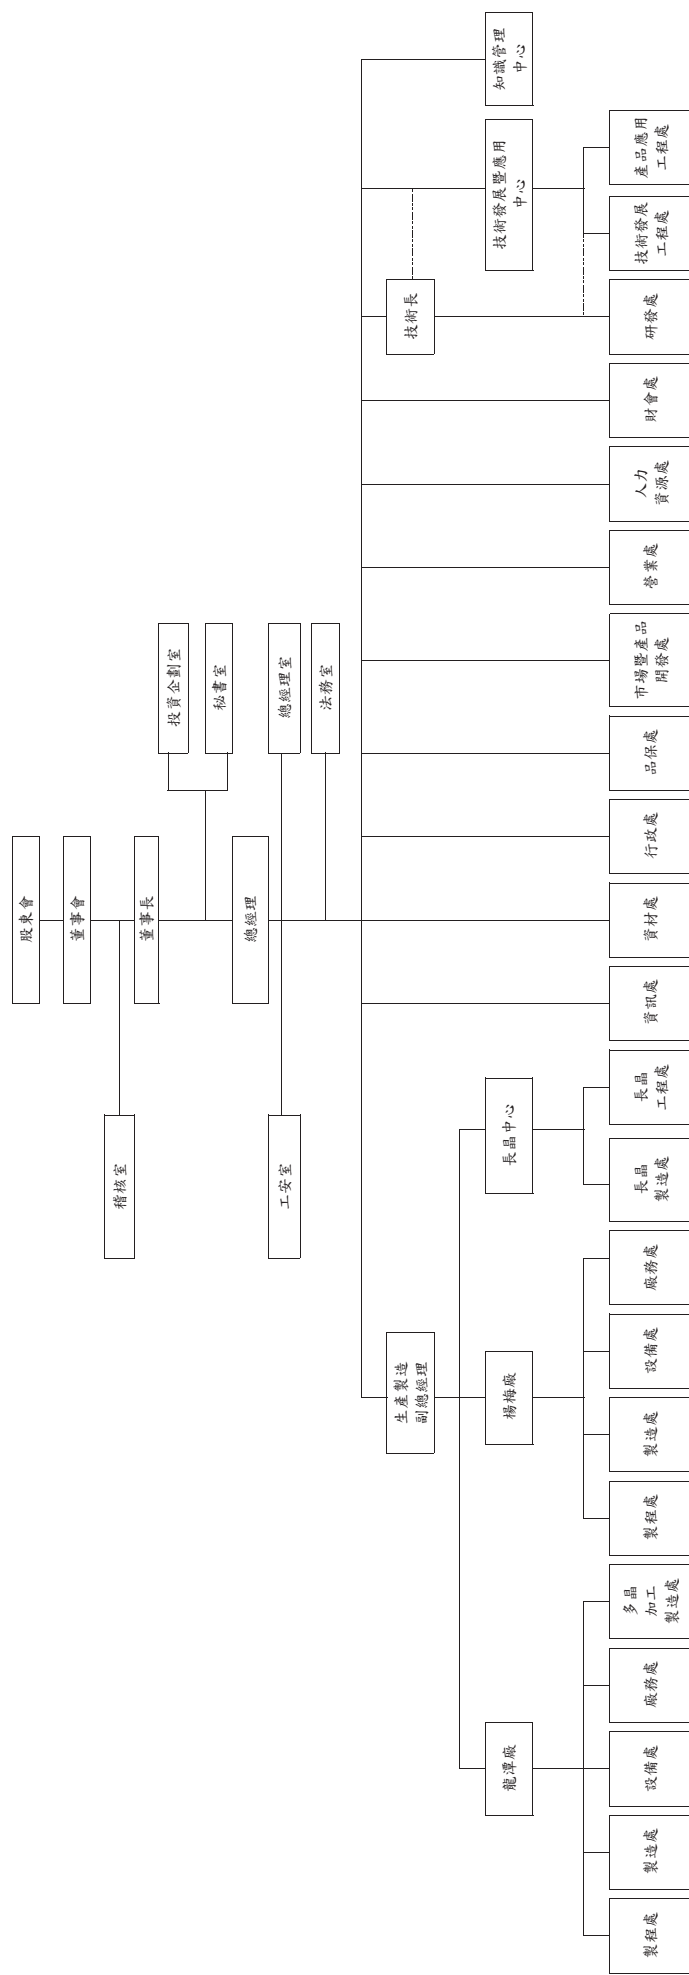 股東會
董事會
稽核室
董事長
投資企劃室
秘書室
總經理
工安室
總經理室
法務室
生產製造
副總經理
技術長
龍潭廠
楊梅廠
長晶中心
技術發展暨應用
中心
知識管理
中心
製程處
製造處
設備處
廠務處
多晶
加工
製造處
製程處
製造處
設備處
廠務處
長晶
製造處
長晶
工程處
資訊處
資材處
行政處
品保處
市場暨產品
開發處
營業處
人力
資源處
財會處
研發處
技術發展
工程處
產品應用
工程處